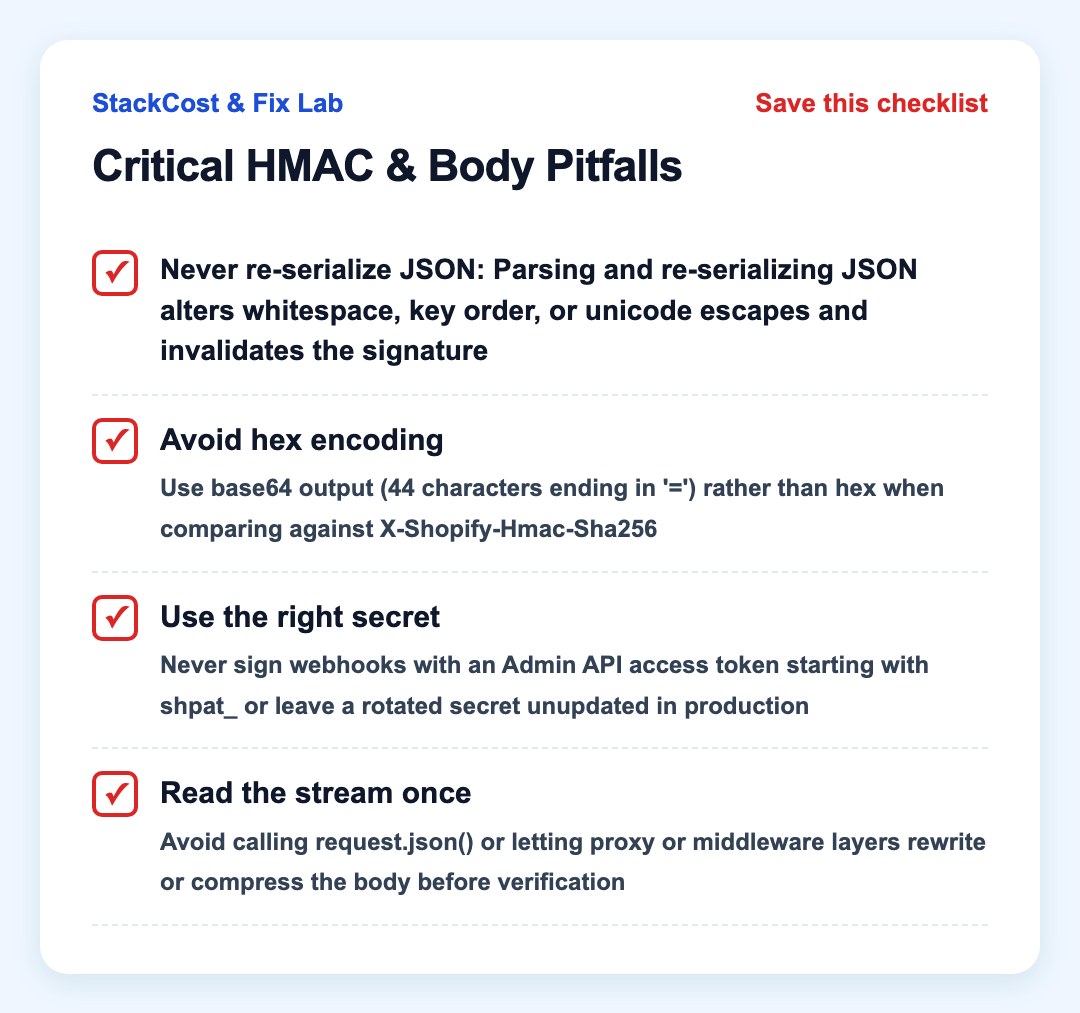 StackCost & Fix Lab
Save this checklist
Critical HMAC & Body Pitfalls
Never re-serialize JSON: Parsing and re-serializing JSON
alters whitespace, key order, or unicode escapes and
invalidates the signature
Avoid hex encoding
Use base64 output (44 characters ending in '=') rather than hex when
comparing against X-Shopify-Hmac-Sha256
Use the right secret
Never sign webhooks with an Admin API access token starting with
shpat_ or leave a rotated secret unupdated in production
Read the stream once
Avoid calling request.json() or letting proxy or middleware layers rewrite
or compress the body before verification